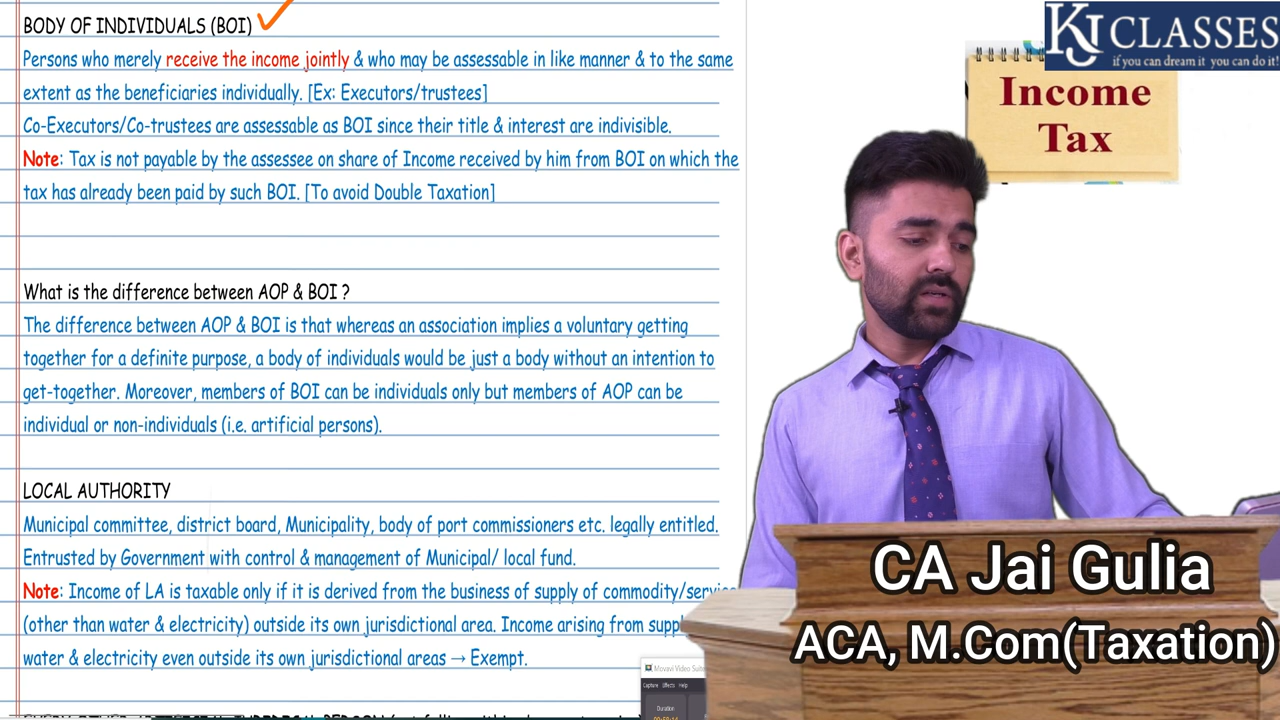 BODY OF INDIVIDUALS (BOI)
Persons who merely receive the income jointly & who may be assessable in like manner & to the same
extent as the beneficiaries individually. [Ex: Executors/trustees]
Co-Executors/Co-trustees are assessable as BOI since their title & interest are indivisible.
Note: Tax is not payable by the assessee on share of Income received by him from BOI on which the
tax has already been paid by such BOI. [To avoid Double Taxation]
What is the difference between AOP & BOI ?
The difference between AOP & BOI is that whereas an association implies a voluntary getting
together for a definite purpose, a body of individuals would be just a body without an intention to
get-together. Moreover, members of BOI can be individuals only but members of AOP can be
individual or non-individuals (i.e. artificial persons).
LOCAL AUTHORITY
Municipal committee, district board, Municipality, body of port commissioners etc. legally entitled.
Entrusted by Government with control & management of Municipal/ local fund.
Note: Income of LA is taxable only if it is derived from the business of supply of commodity/
(other than water & electricity) outside its own jurisdictional area. Income arising from
water & electricity even outside its own jurisdictional areas → Exempt.
KJ CLASSES
if you can dream it you can do it!
Income
Tax
CA Jai Gulia
ACA, M.Com(Taxation)
Movavi Video Suite
Capture Effects Help
Duration